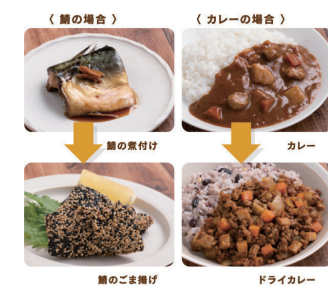 〈 鯖の場合 〉
〈 カレーの場合 〉
鯖の煮付け
カレー
鯖のごま揚げ
ドライカレー